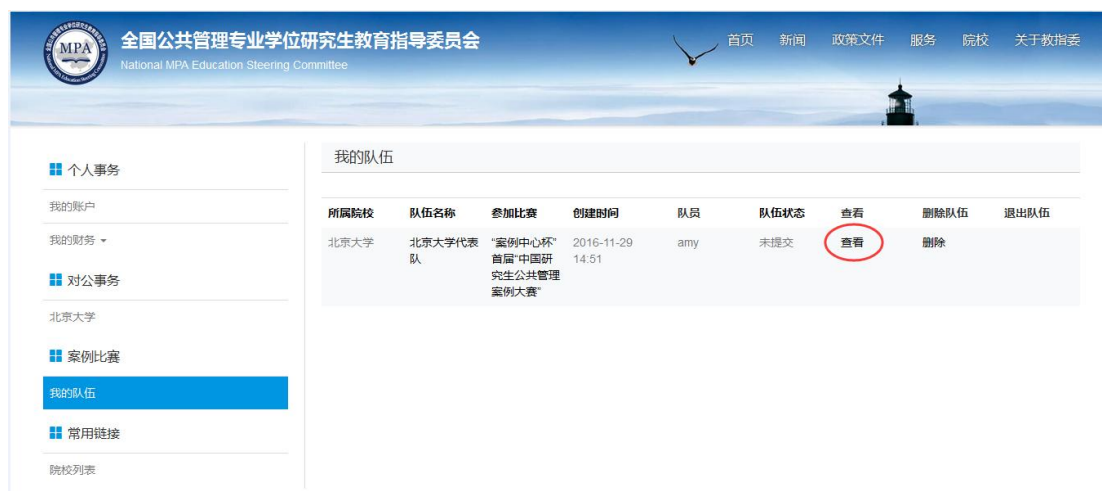 MPA
全国公共管理专业学位研究生教育指导委员会
National MPA Education Steering Committee
首页 新闻 政策文件 服务 院校 关于教指委
个人事务
我的账户
我的财务
对公事务
北京大学
案例比赛
我的队伍
常用链接
院校列表
我的队伍
所属院校 队伍名称 参加比赛 创建时间 队员 队伍状态 查看 删除队伍 退出队伍
北京大学 北京大学代表 “案例中心杯” 2016-11-29 amy 未提交 查看 删除
队 首届“中国研 14:51
究生公共管理
案例大赛”